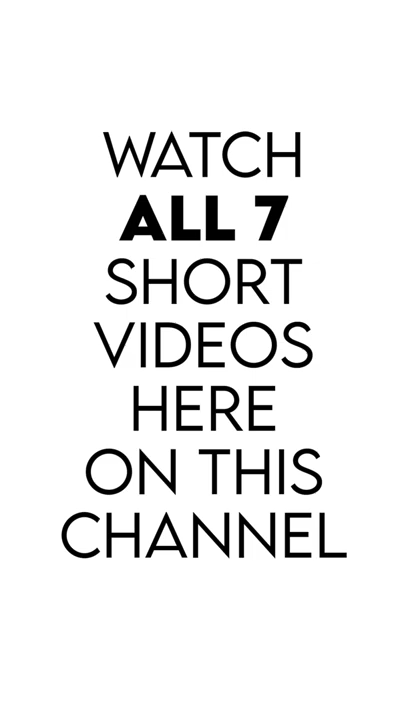 WATCH
ALL 7
SHORT
VIDEOS
HERE
ON THIS
CHANNEL